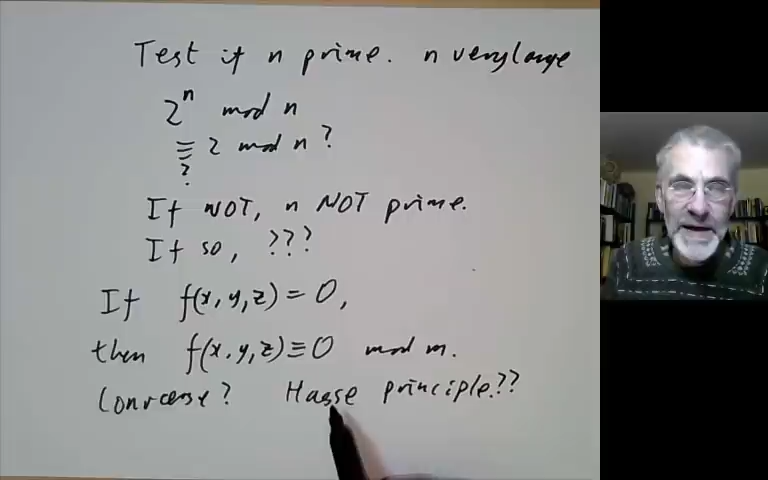 Test if n prime. n very large
2ⁿ mod n
≡ 2 mod n ?
?
If NOT, n NOT prime.
If so, ???
If f(x, y, z) = 0,
then f(x, y, z) ≡ 0 mod m.
Converse? Hasse principle.??